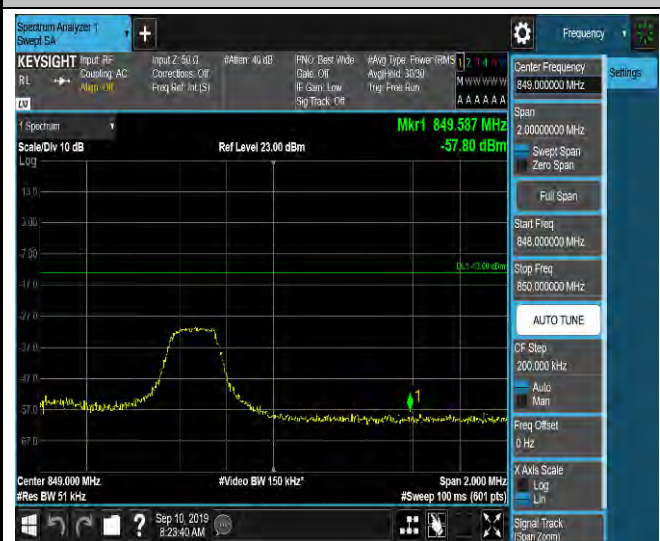 Spectrum Analyzer 1
Swept SA
+
Frequency
KEYSIGHT
Input: RF
Input Z: 50 Ω
#Atten: 40 dB
PNO: Best Wide
#Avg Type: Power (RMS
RL
Coupling: AC
Corrections: Off
Gate: Off
Avg|Hold: 30/30
Align: Off
Freq Ref: Int (S)
IF Gain: Low
Trig: Free Run
Sig Track: Off
M W W W W W
A A A A A A
Center Frequency
849.000000 MHz
Settings
1 Spectrum
Mkr1 849.587 MHz
Scale/Div 10 dB
Ref Level 23.00 dBm
-57.80 dBm
Log
13.0
3.00
-7.00
DL1 -13.00 dBm
-17.0
-27.0
-37.0
-47.0
-57.0
-67.0
1
Center 849.000 MHz
#Video BW 150 kHz*
Span 2.000 MHz
#Res BW 51 kHz
#Sweep 100 ms (601 pts)
Span
2.00000000 MHz
Swept Span
Zero Span
Full Span
Start Freq
848.000000 MHz
Stop Freq
850.000000 MHz
AUTO TUNE
CF Step
200.000 kHz
Auto
Man
Freq Offset
0 Hz
X Axis Scale
Log
Lin
Signal Track
(Span Zoom)
?
Sep 10, 2019
8:23:40 AM